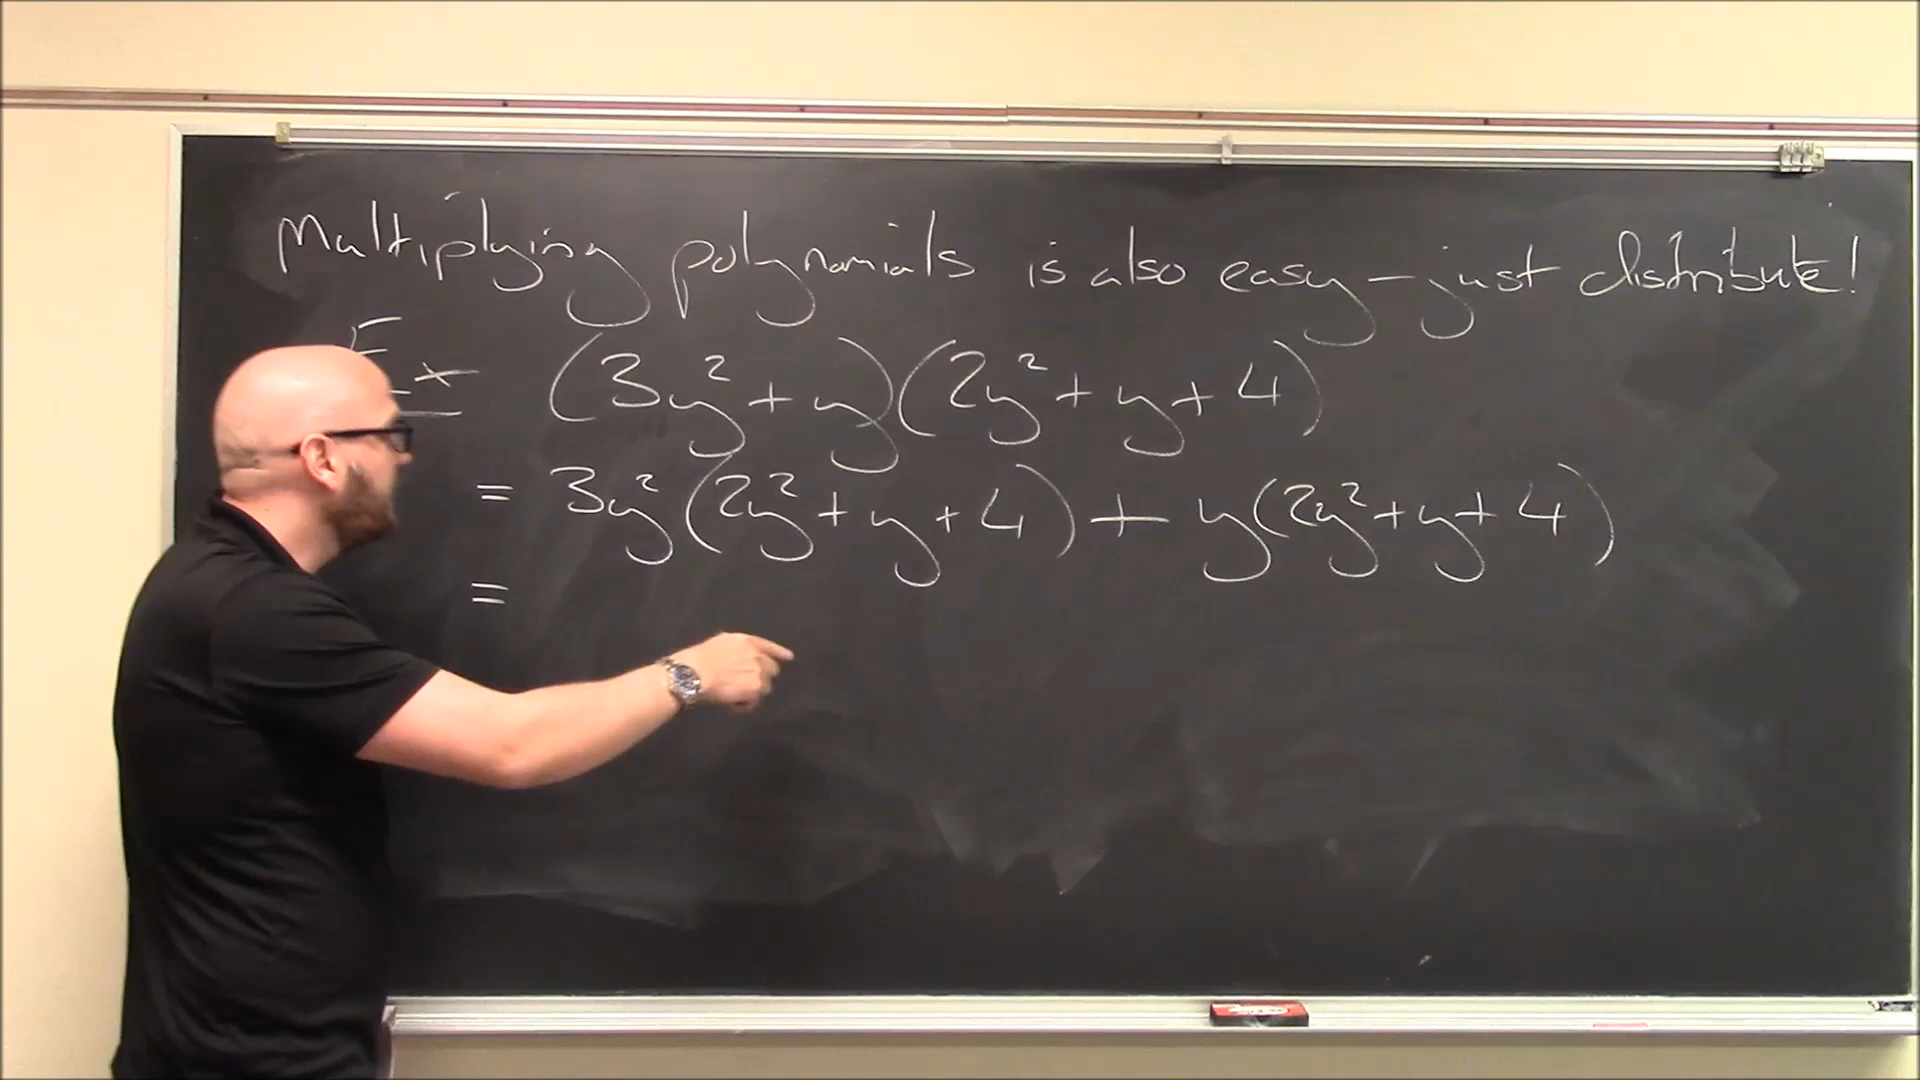 Multiplying polynomials is also easy – just distribute!
Ex (3y²+y)(2y²+y+4)
= 3y²(2y²+y+4) + y(2y²+y+4)
=